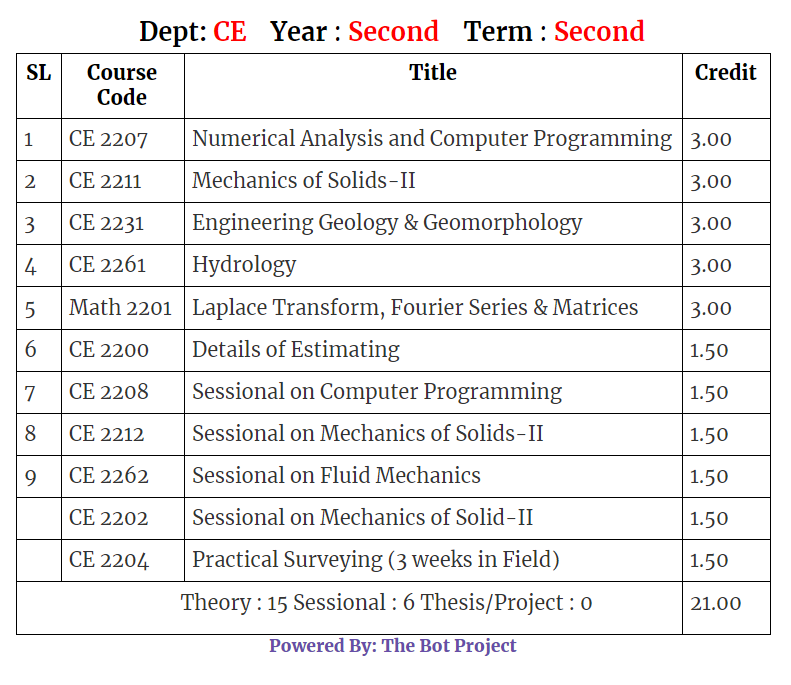 Dept: CE Year : Second Term : Second
SL Course Code Title Credit
1 CE 2207 Numerical Analysis and Computer Programming 3.00
2 CE 2211 Mechanics of Solids-II 3.00
3 CE 2231 Engineering Geology & Geomorphology 3.00
4 CE 2261 Hydrology 3.00
5 Math 2201 Laplace Transform, Fourier Series & Matrices 3.00
6 CE 2200 Details of Estimating 1.50
7 CE 2208 Sessional on Computer Programming 1.50
8 CE 2212 Sessional on Mechanics of Solids-II 1.50
9 CE 2262 Sessional on Fluid Mechanics 1.50
CE 2202 Sessional on Mechanics of Solid-II 1.50
CE 2204 Practical Surveying (3 weeks in Field) 1.50
Theory : 15 Sessional : 6 Thesis/Project : 0 21.00
Powered By: The Bot Project